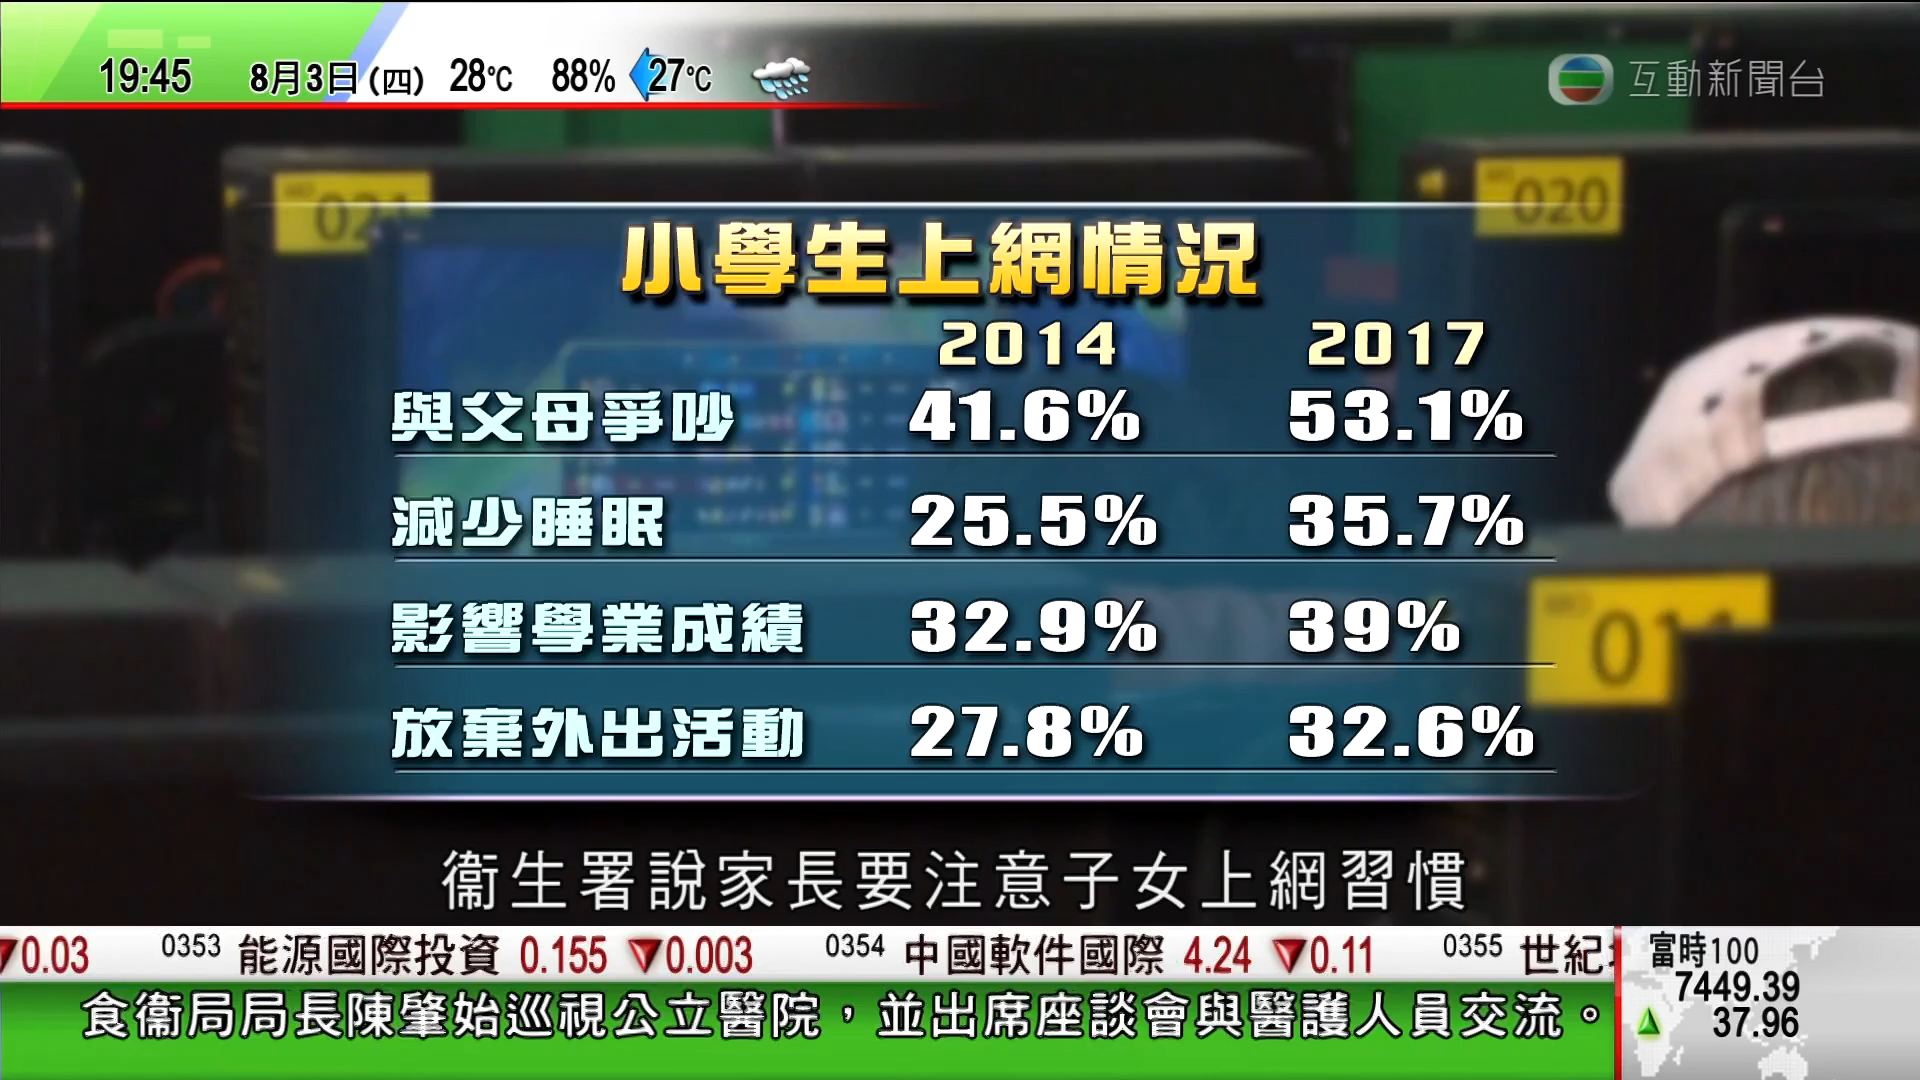 19:45 8月3日(四) 28℃ 88% 27℃
互動新聞台
020
小學生上網情況
2014 2017
與父母爭吵 41.6% 53.1%
減少睡眠 25.5% 35.7%
影響學業成績 32.9% 39%
放棄外出活動 27.8% 32.6%
衞生署說家長要注意子女上網習慣
▼0.03 0353 能源國際投資 0.155 ▼0.003 0354 中國軟件國際 4.24 ▼0.11 0355 世紀
富時100
7449.39
▲ 37.96
食衞局局長陳肇始巡視公立醫院，並出席座談會與醫護人員交流。